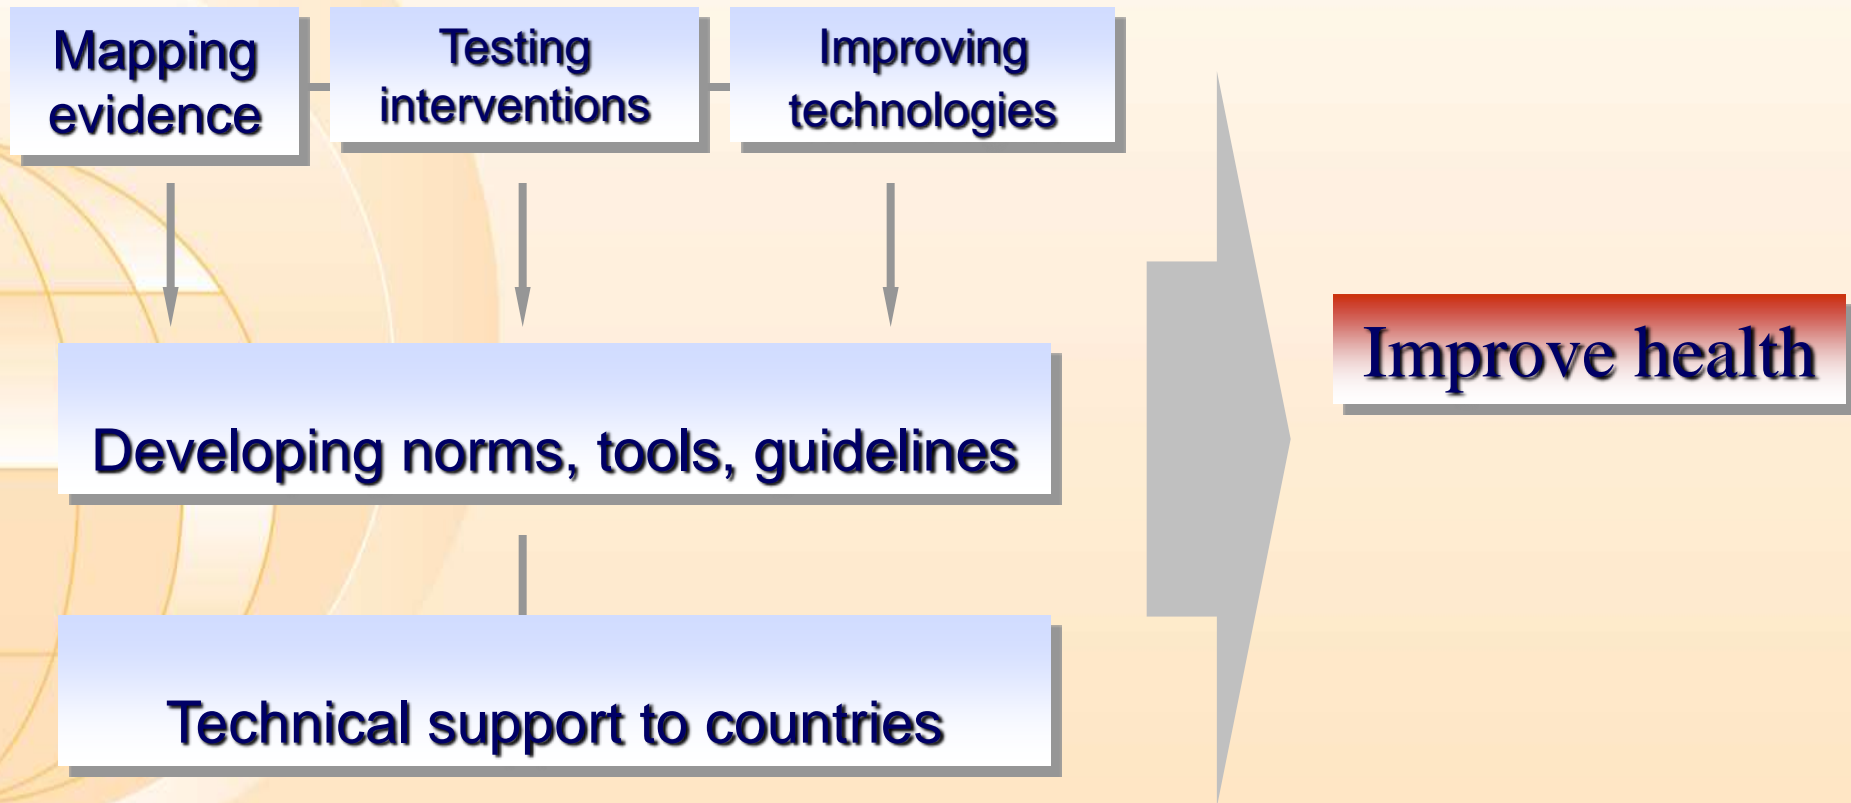 Mapping
evidence
Testing
interventions
Improving
technologies
Developing norms, tools, guidelines
Technical support to countries
Improve health